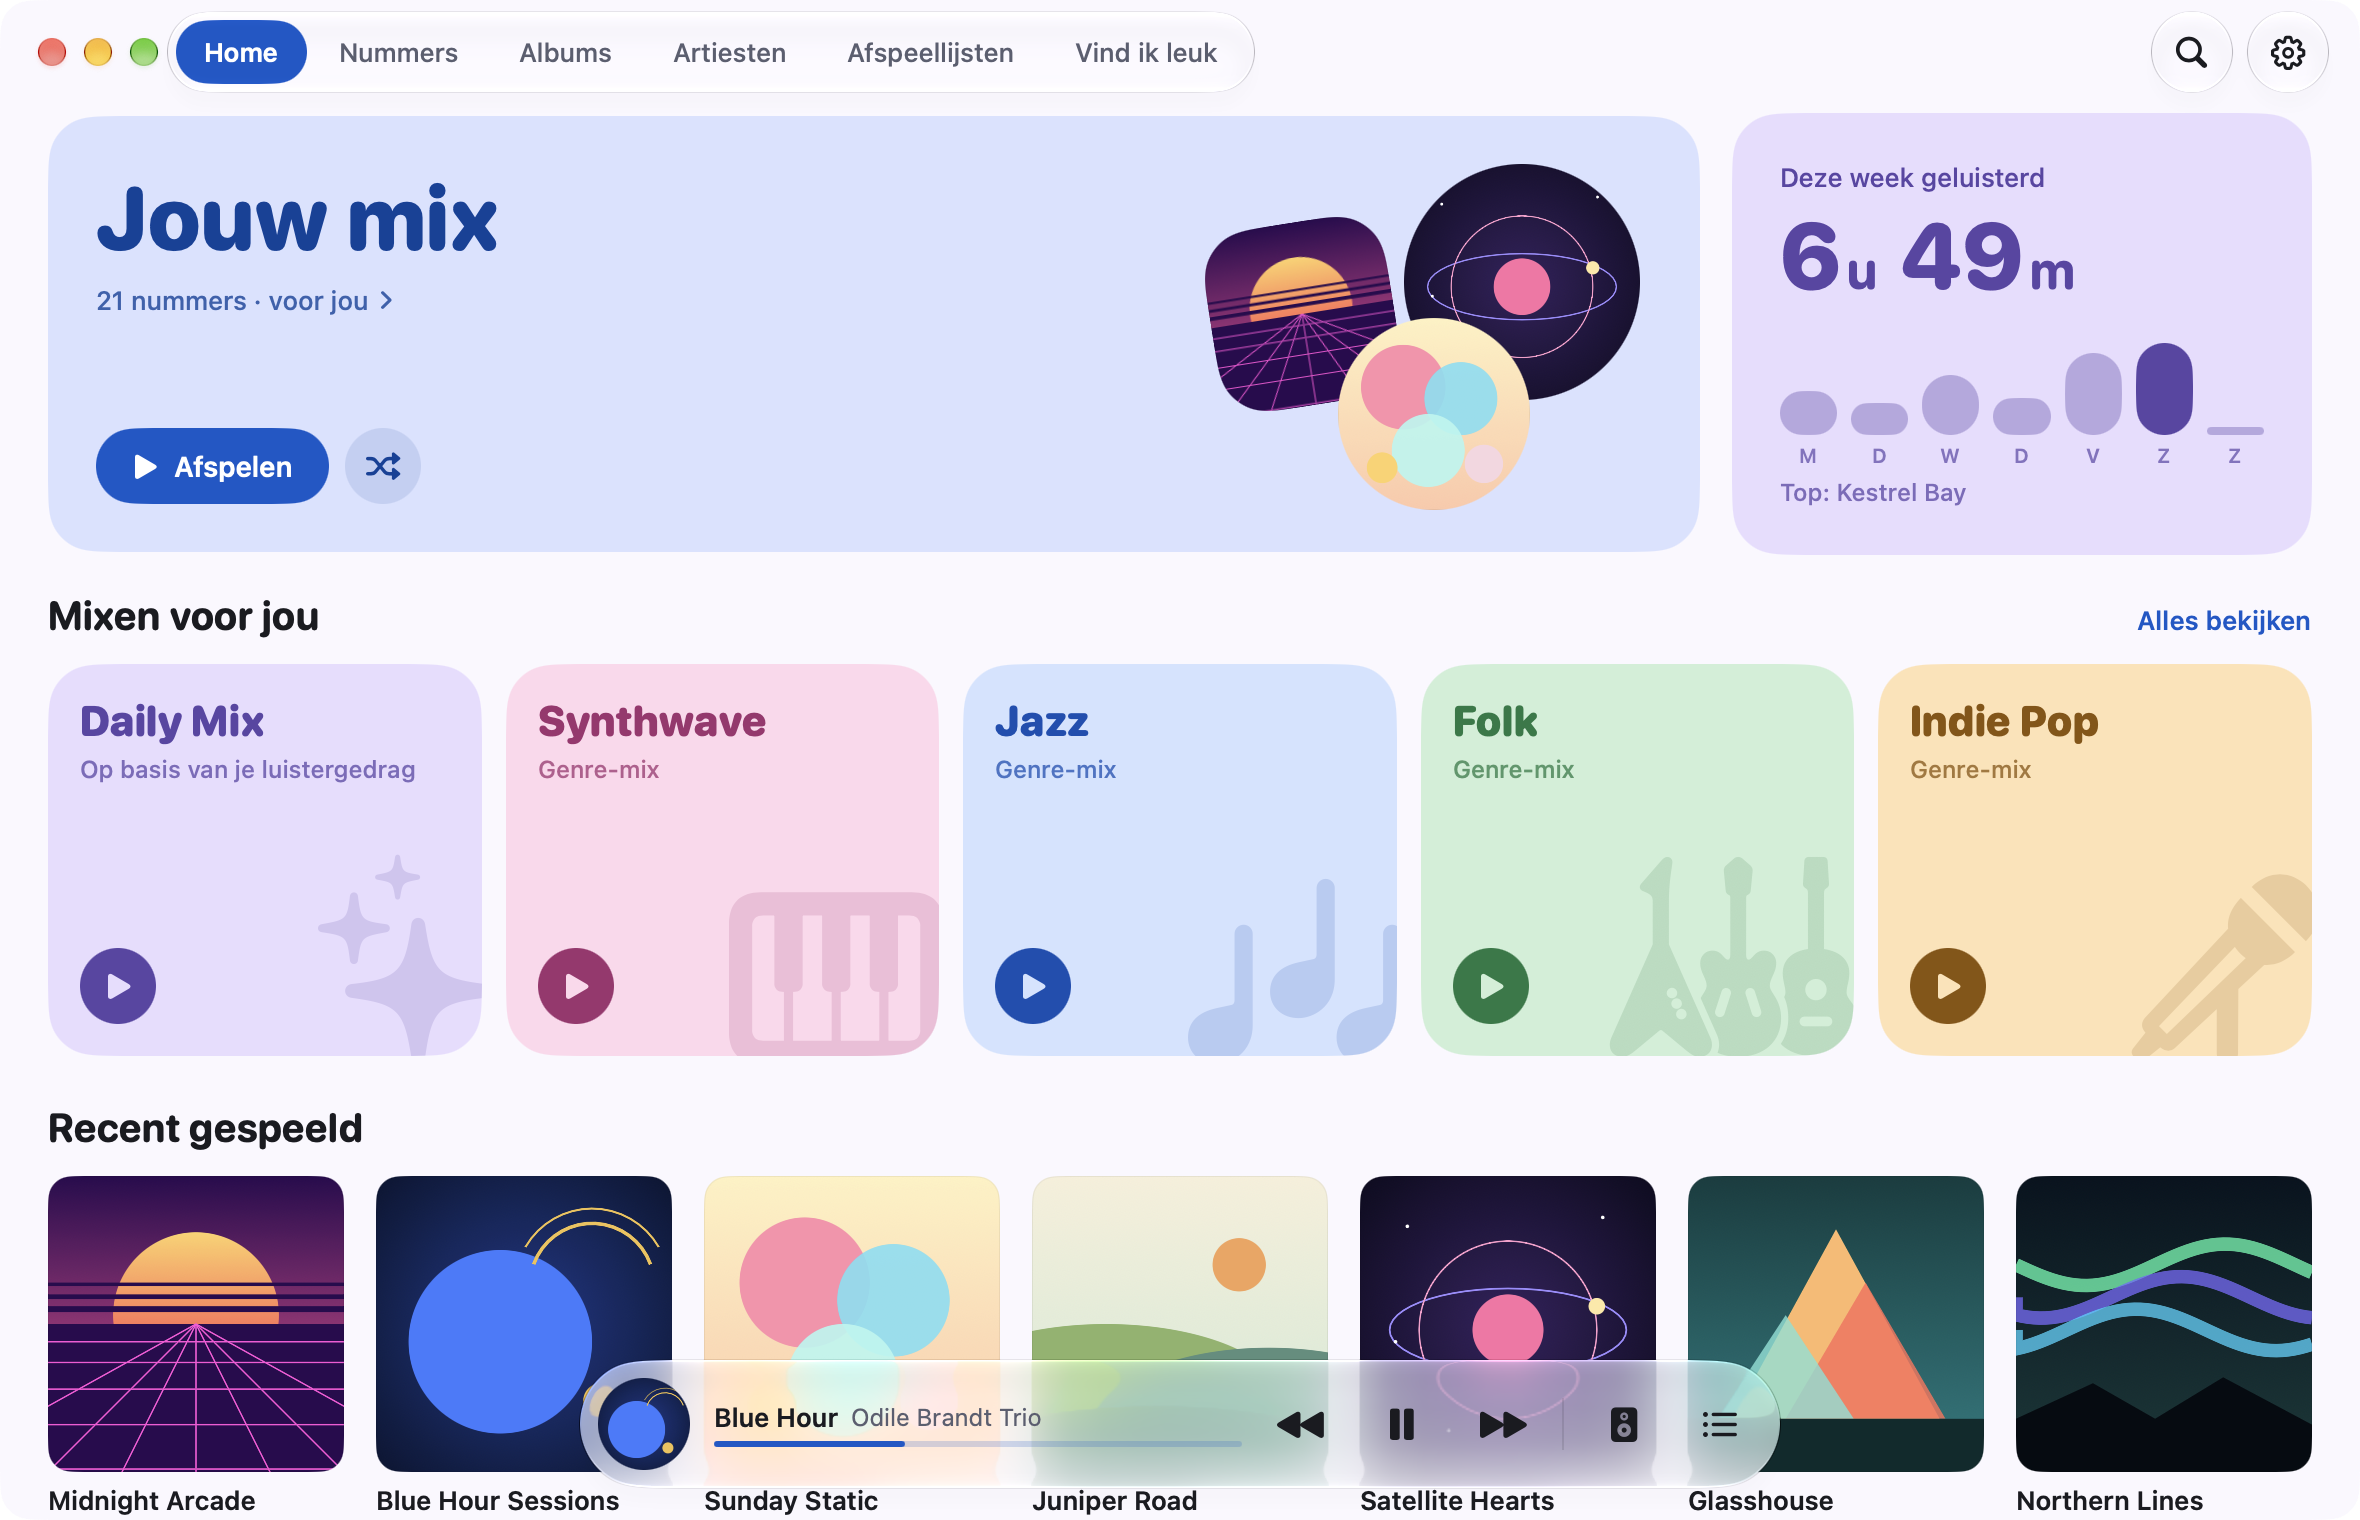 Home Nummers Albums Artiesten Afspeellijsten Vind ik leuk
Jouw mix
21 nummers · voor jou
Afspelen
Deze week geluisterd
6u 49m
M D W D V Z Z
Top: Kestrel Bay
Mixen voor jou
Alles bekijken
Daily Mix
Op basis van je luistergedrag
Synthwave
Genre-mix
Jazz
Genre-mix
Folk
Genre-mix
Indie Pop
Genre-mix
Recent gespeeld
Blue Hour Odile Brandt Trio
Midnight Arcade
Blue Hour Sessions
Sunday Static
Juniper Road
Satellite Hearts
Glasshouse
Northern Lines